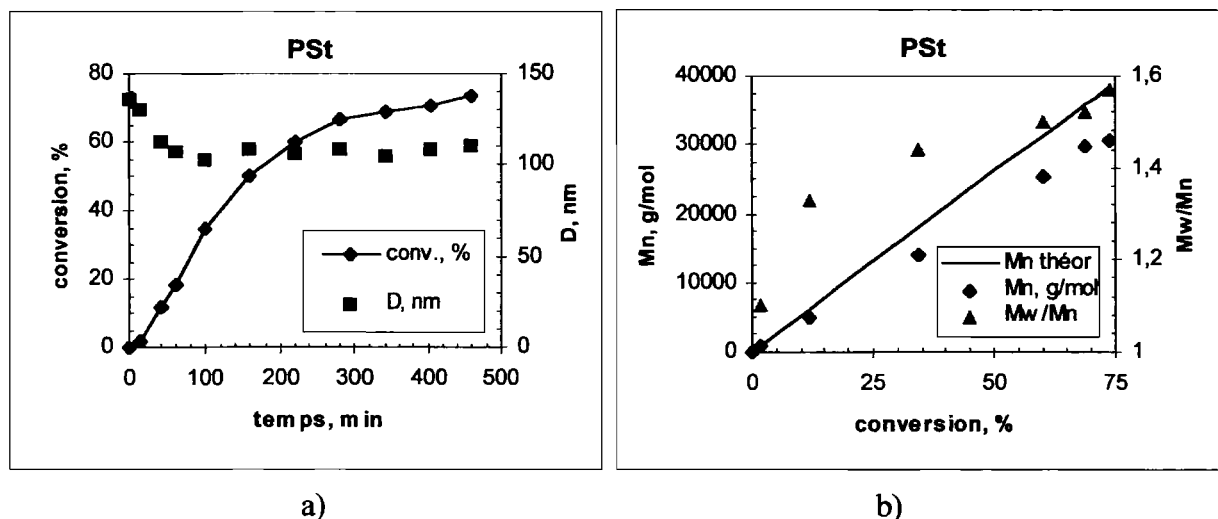 PSt
80
60
40
20
0
150
100
50
0
0 100 200 300 400 500
conversion, %
D, nm
temps, min
conv., %
D, nm
a)
PSt
40000
30000
20000
10000
0
1,6
1,4
1,2
1
0 25 50 75
Mn, g/mol
Mw/Mn
conversion, %
Mn théor
Mn, g/mol
Mw/Mn
b)